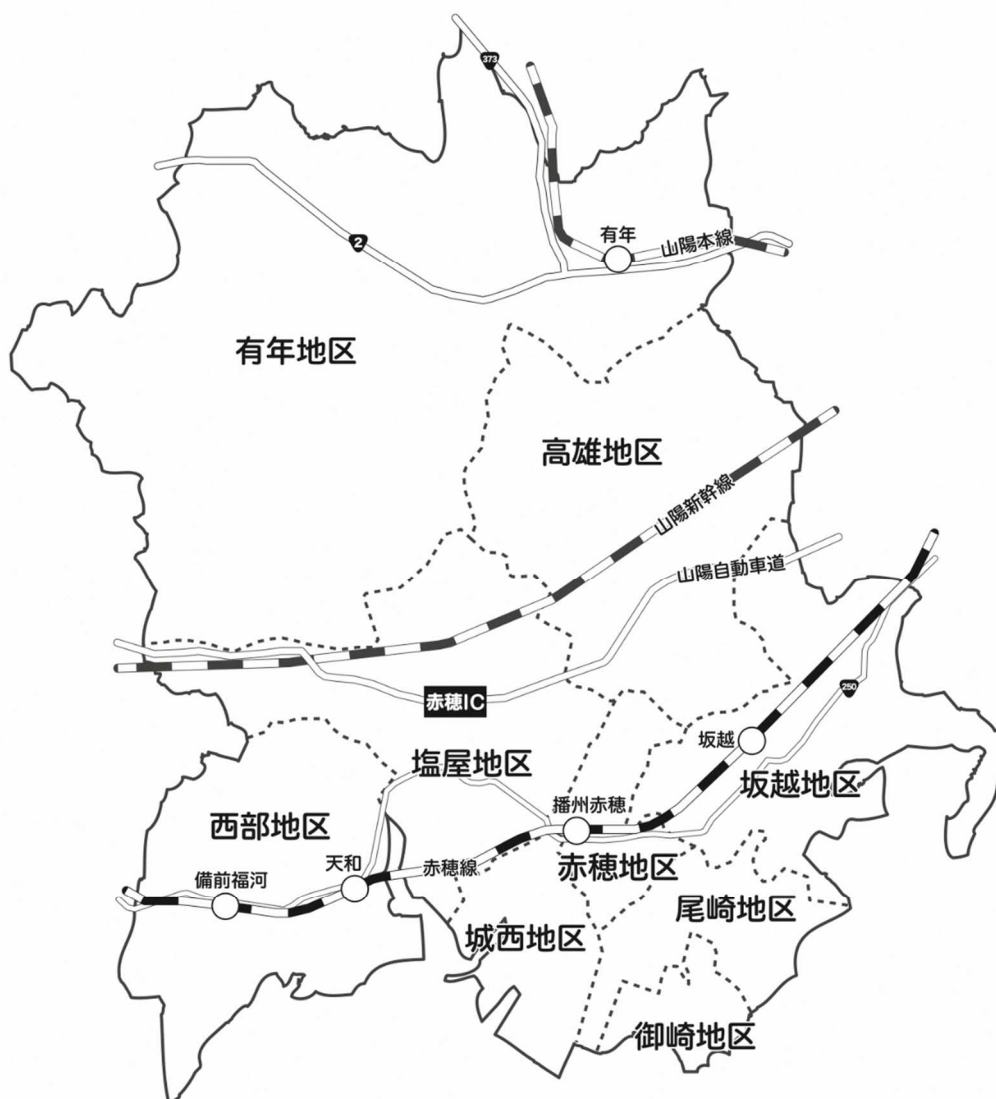 373
有年
山陽本線
2
有年地区
高雄地区
山陽新幹線
山陽自動車道
赤穂IC
250
坂越
塩屋地区
坂越地区
播州赤穂
西部地区
天和
赤穂線
赤穂地区
備前福河
尾崎地区
城西地区
御崎地区